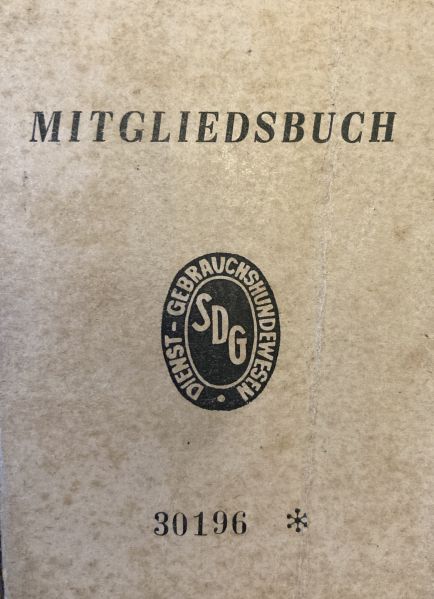 MITGLIEDSBUCH
DIENST-GEBRAUCHSHUNDEWESEN
SDG
30196 *